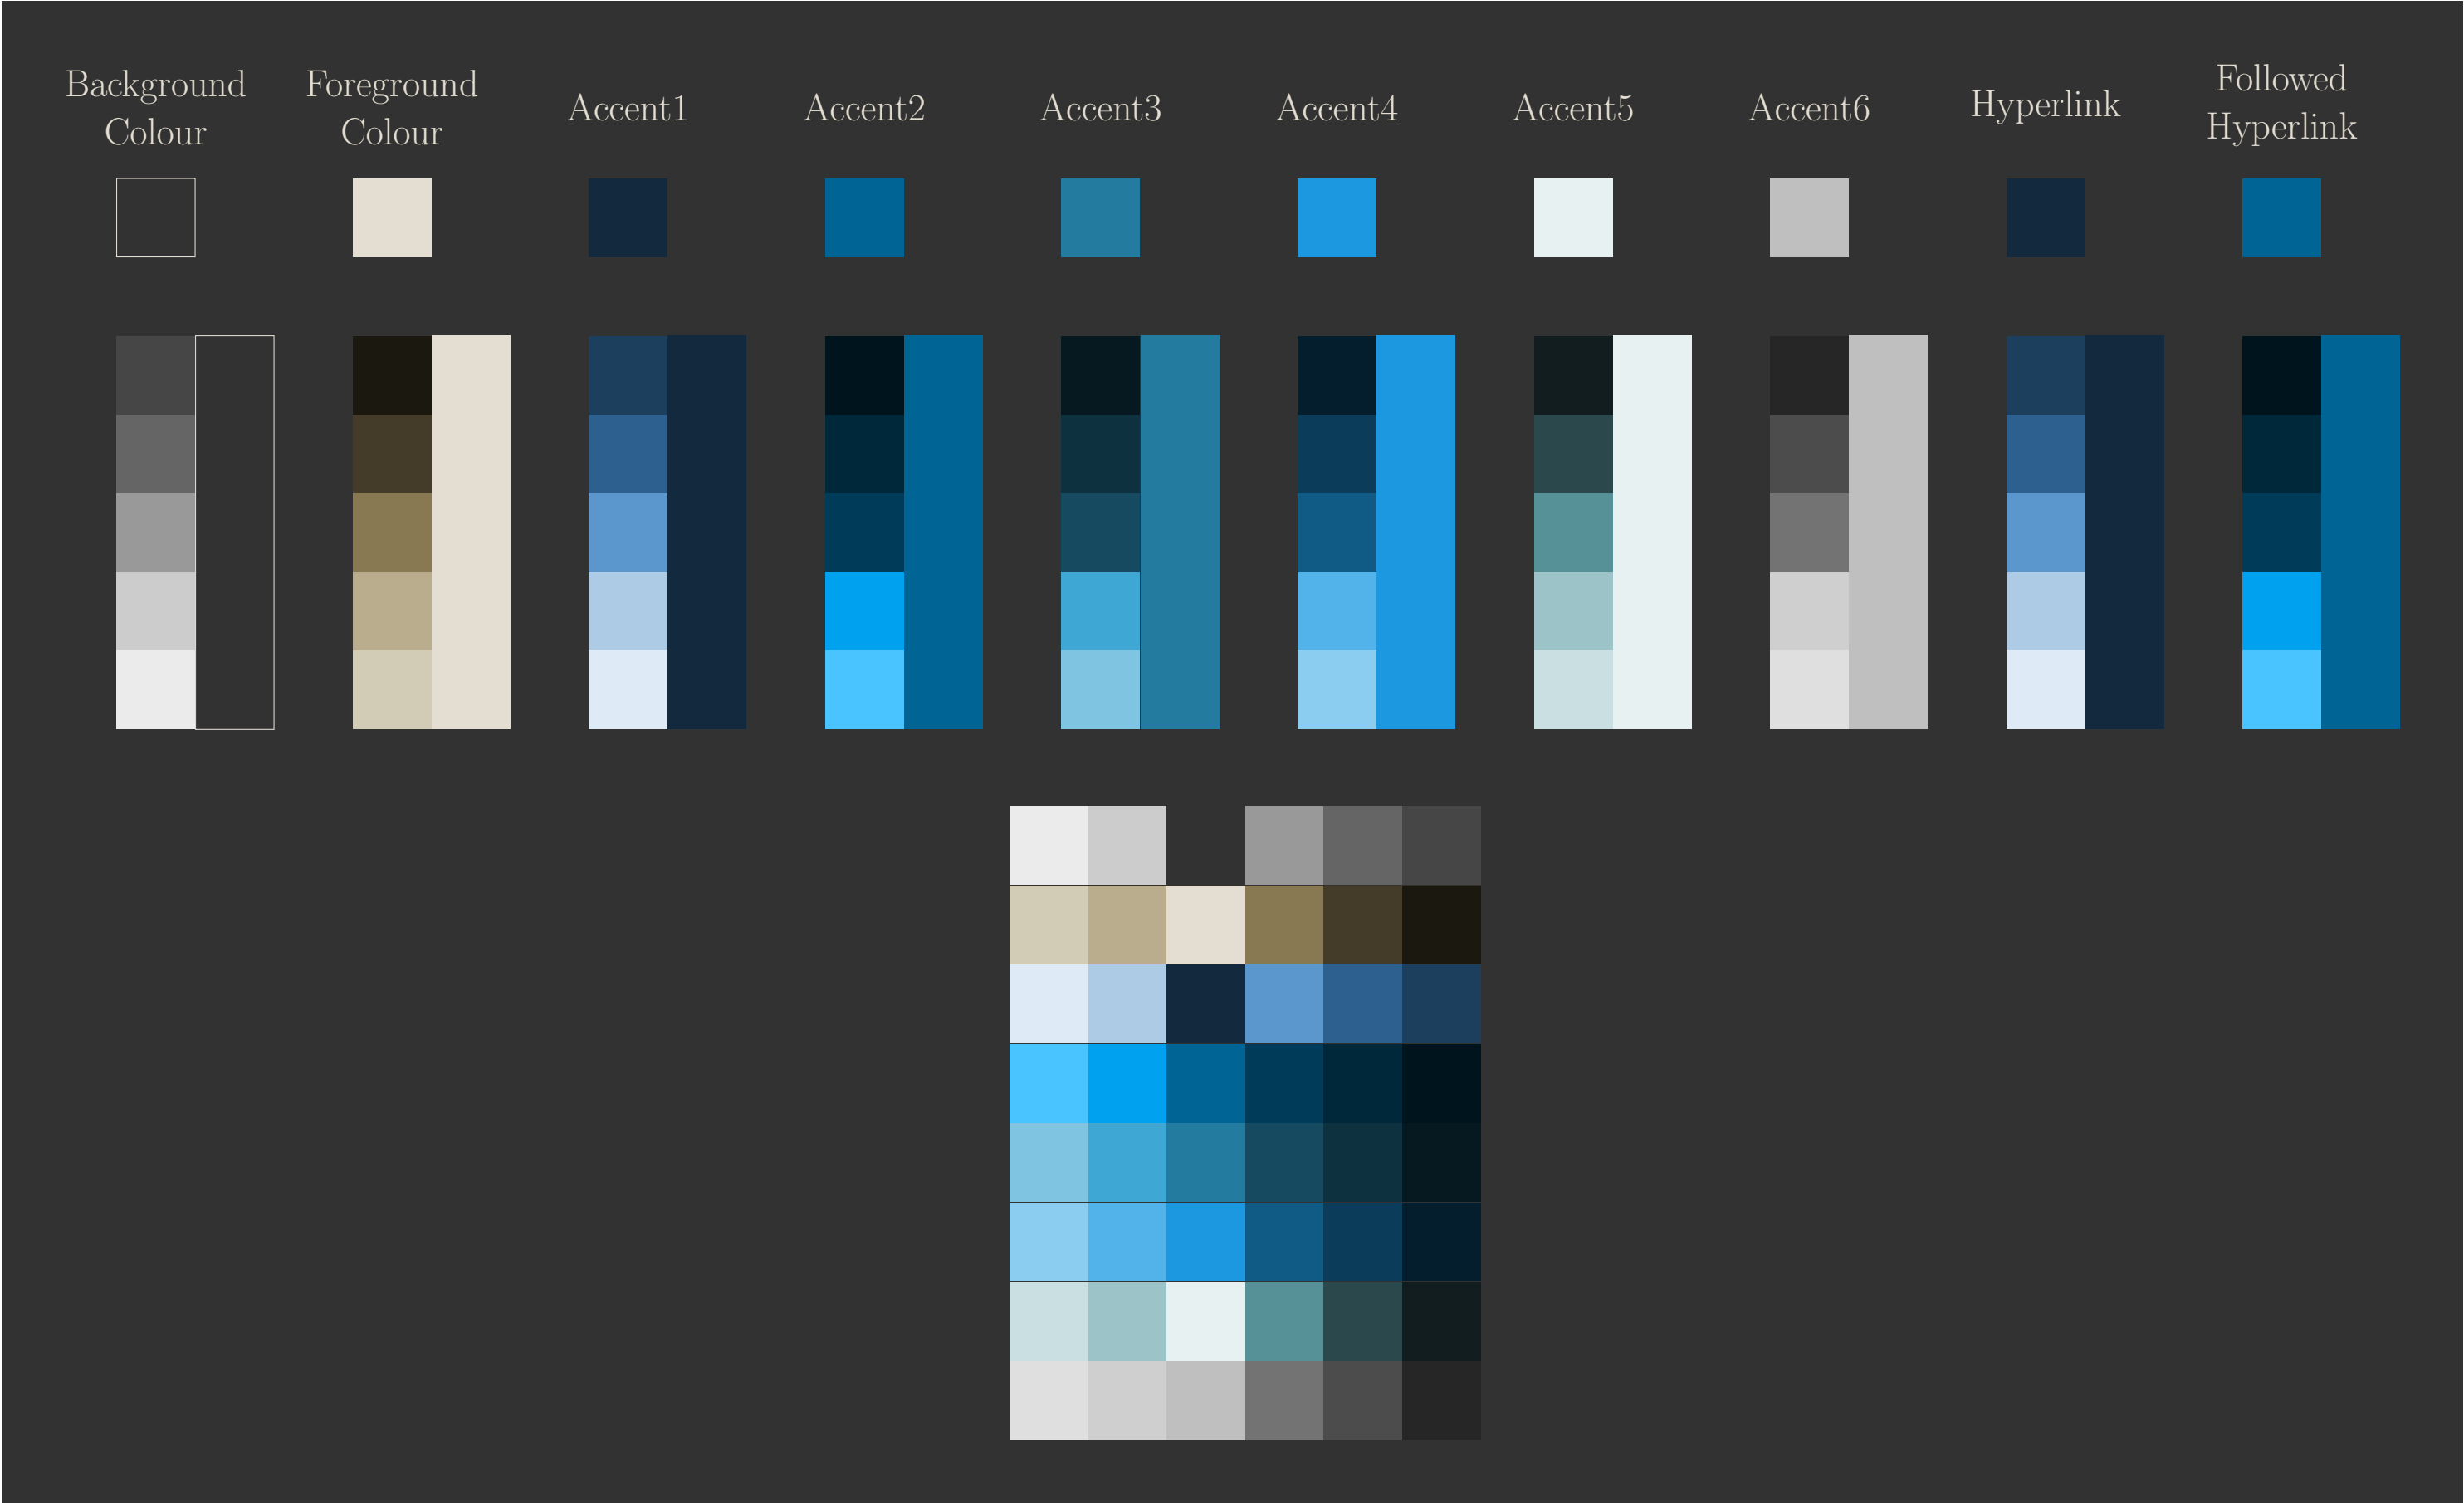 Background
Colour
Foreground
Colour
Accent1
Accent2
Accent3
Accent4
Accent5
Accent6
Hyperlink
Followed
Hyperlink